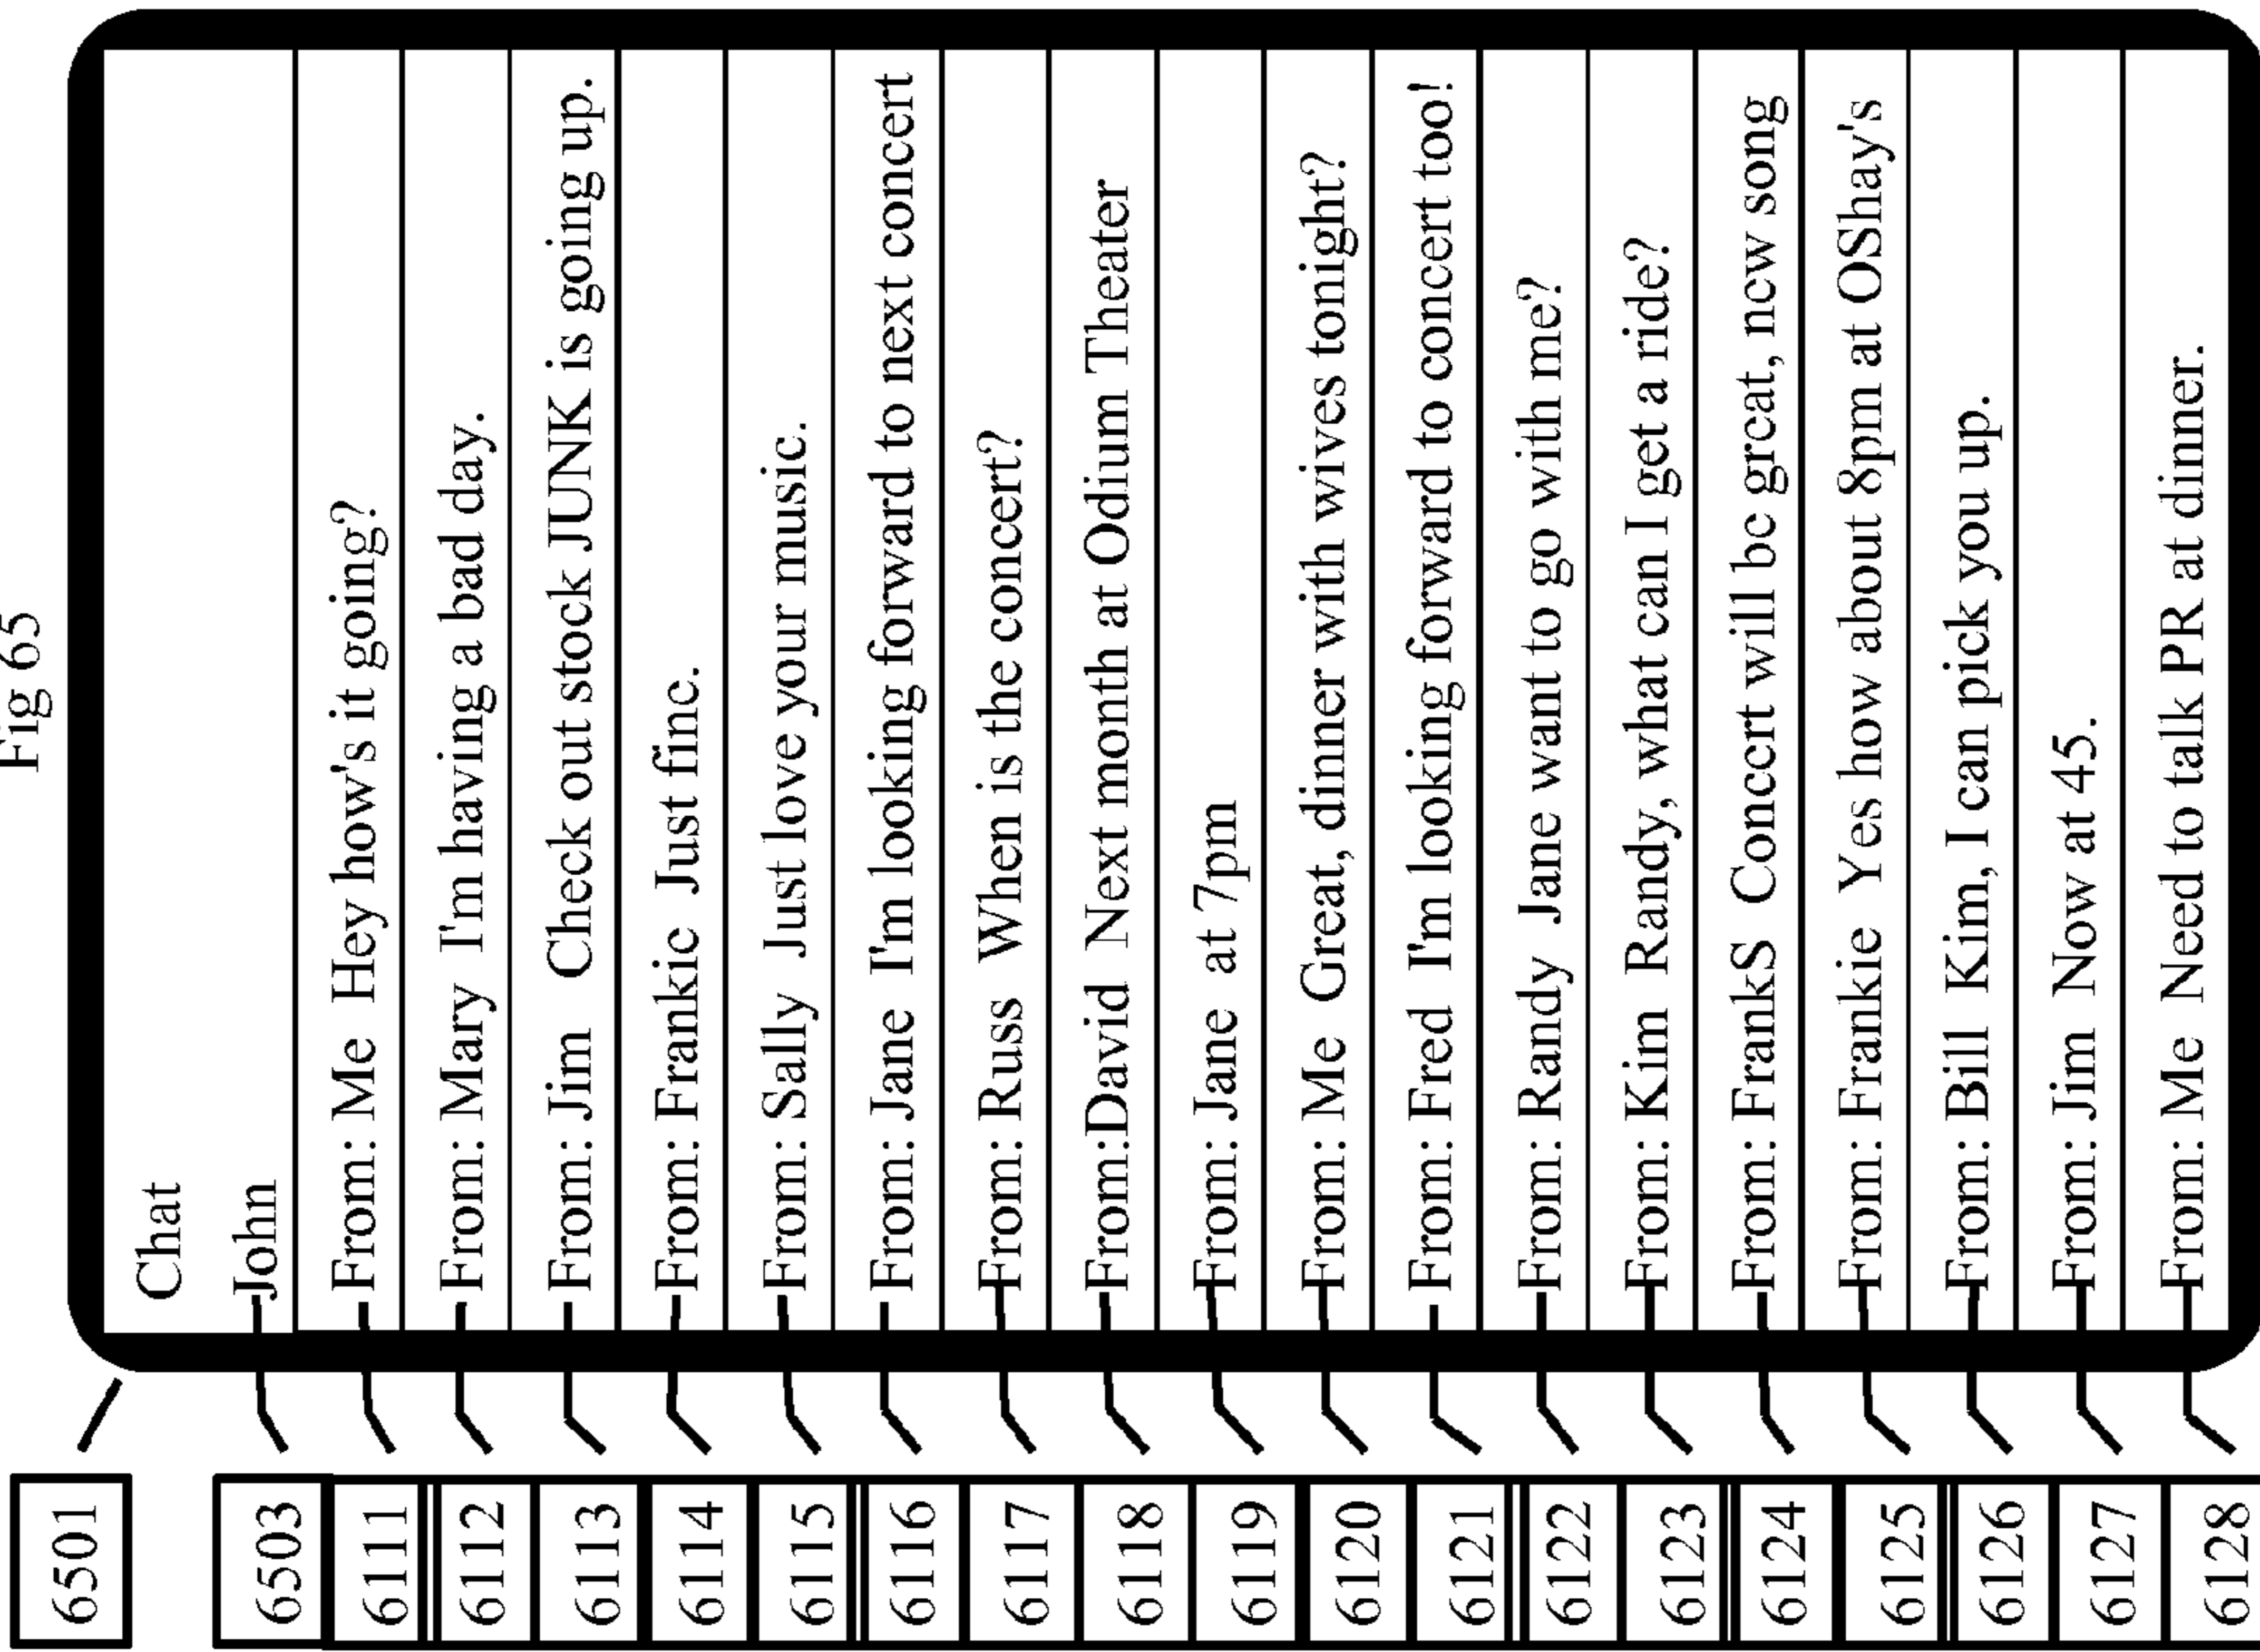 Fig 65
6501
Chat
6503 John
6111 From: Me Hey how's it going?
6112 From: Mary I'm having a bad day.
6113 From: Jim Check out stock JUNK is going up.
6114 From: Frankie Just fine.
6115 From: Sally Just love your music.
6116 From: Jane I'm looking forward to next concert
6117 From: Russ When is the concert?
6118 From:David Next month at Odium Theater
6119 From: Jane at 7pm
6120 From: Me Great, dinner with wives tonight?
6121 From: Fred I'm looking forward to concert too!
6122 From: Randy Jane want to go with me?
6123 From: Kim Randy, what can I get a ride?
6124 From: FrankS Concert will be great, new song
6125 From: Frankie Yes how about 8pm at OShay's
6126 From: Bill Kim, I can pick you up.
6127 From: Jim Now at 45.
6128 From: Me Need to talk PR at dinner.